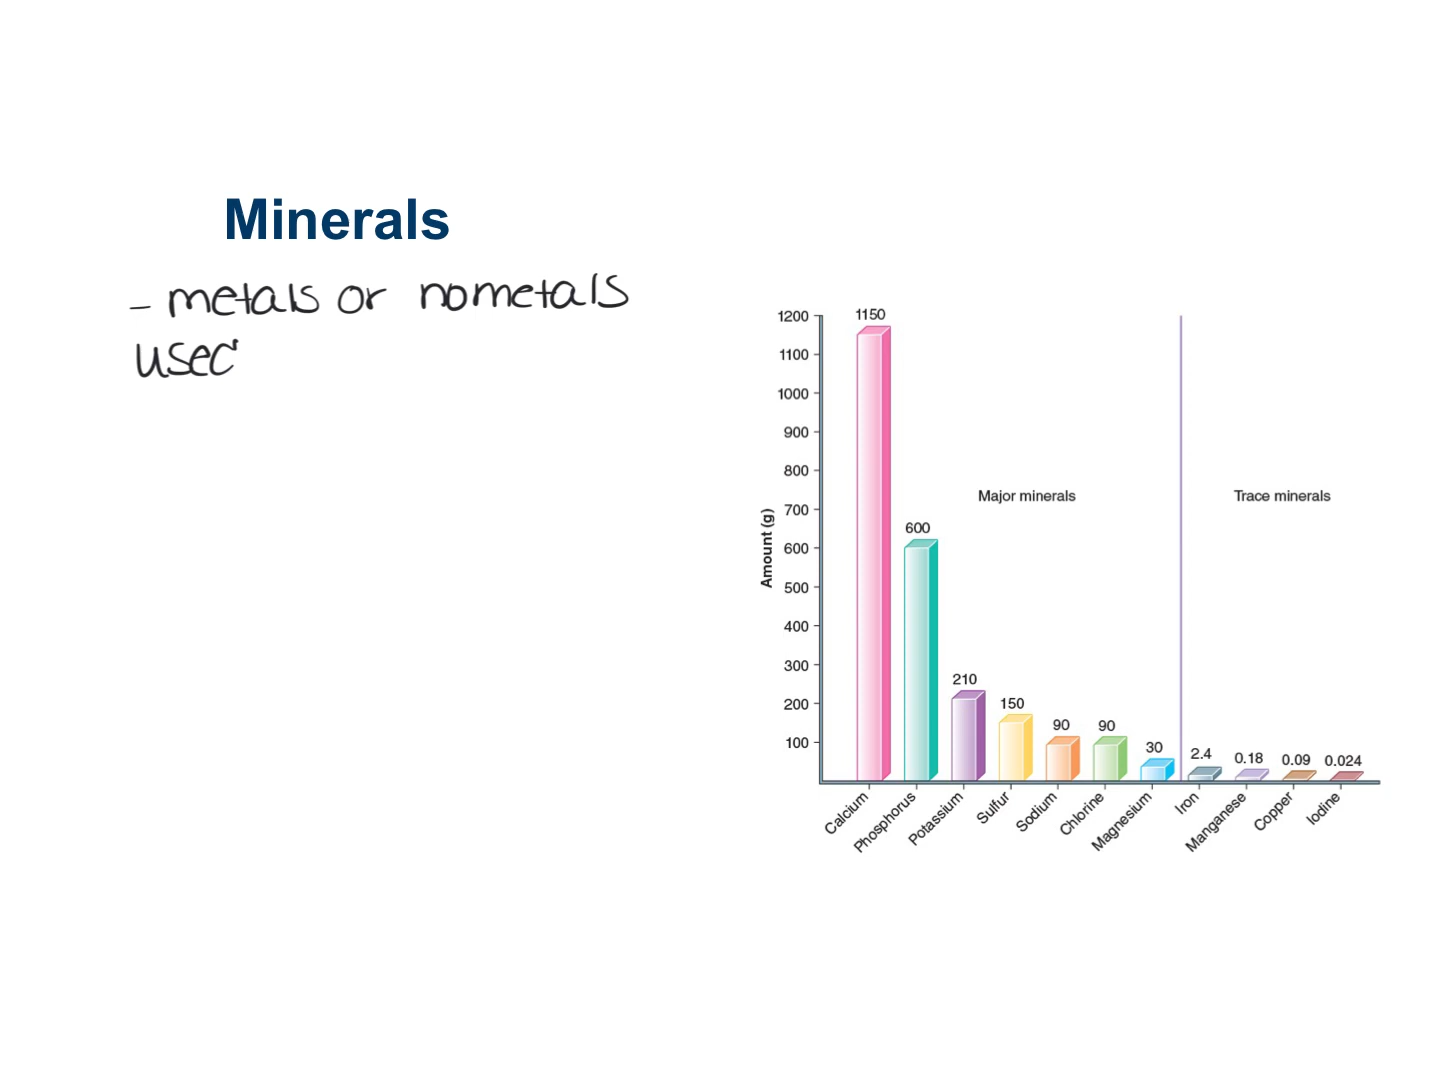 Minerals
- metals or nometals
used
1200
1100
1000
900
800
700
600
500
400
300
200
100
Amount (g)
1150
600
210
150
90
90
30
2.4
0.18
0.09
0.024
Major minerals
Trace minerals
Calcium
Phosphorus
Potassium
Sulfur
Sodium
Chlorine
Magnesium
Iron
Manganese
Copper
Iodine